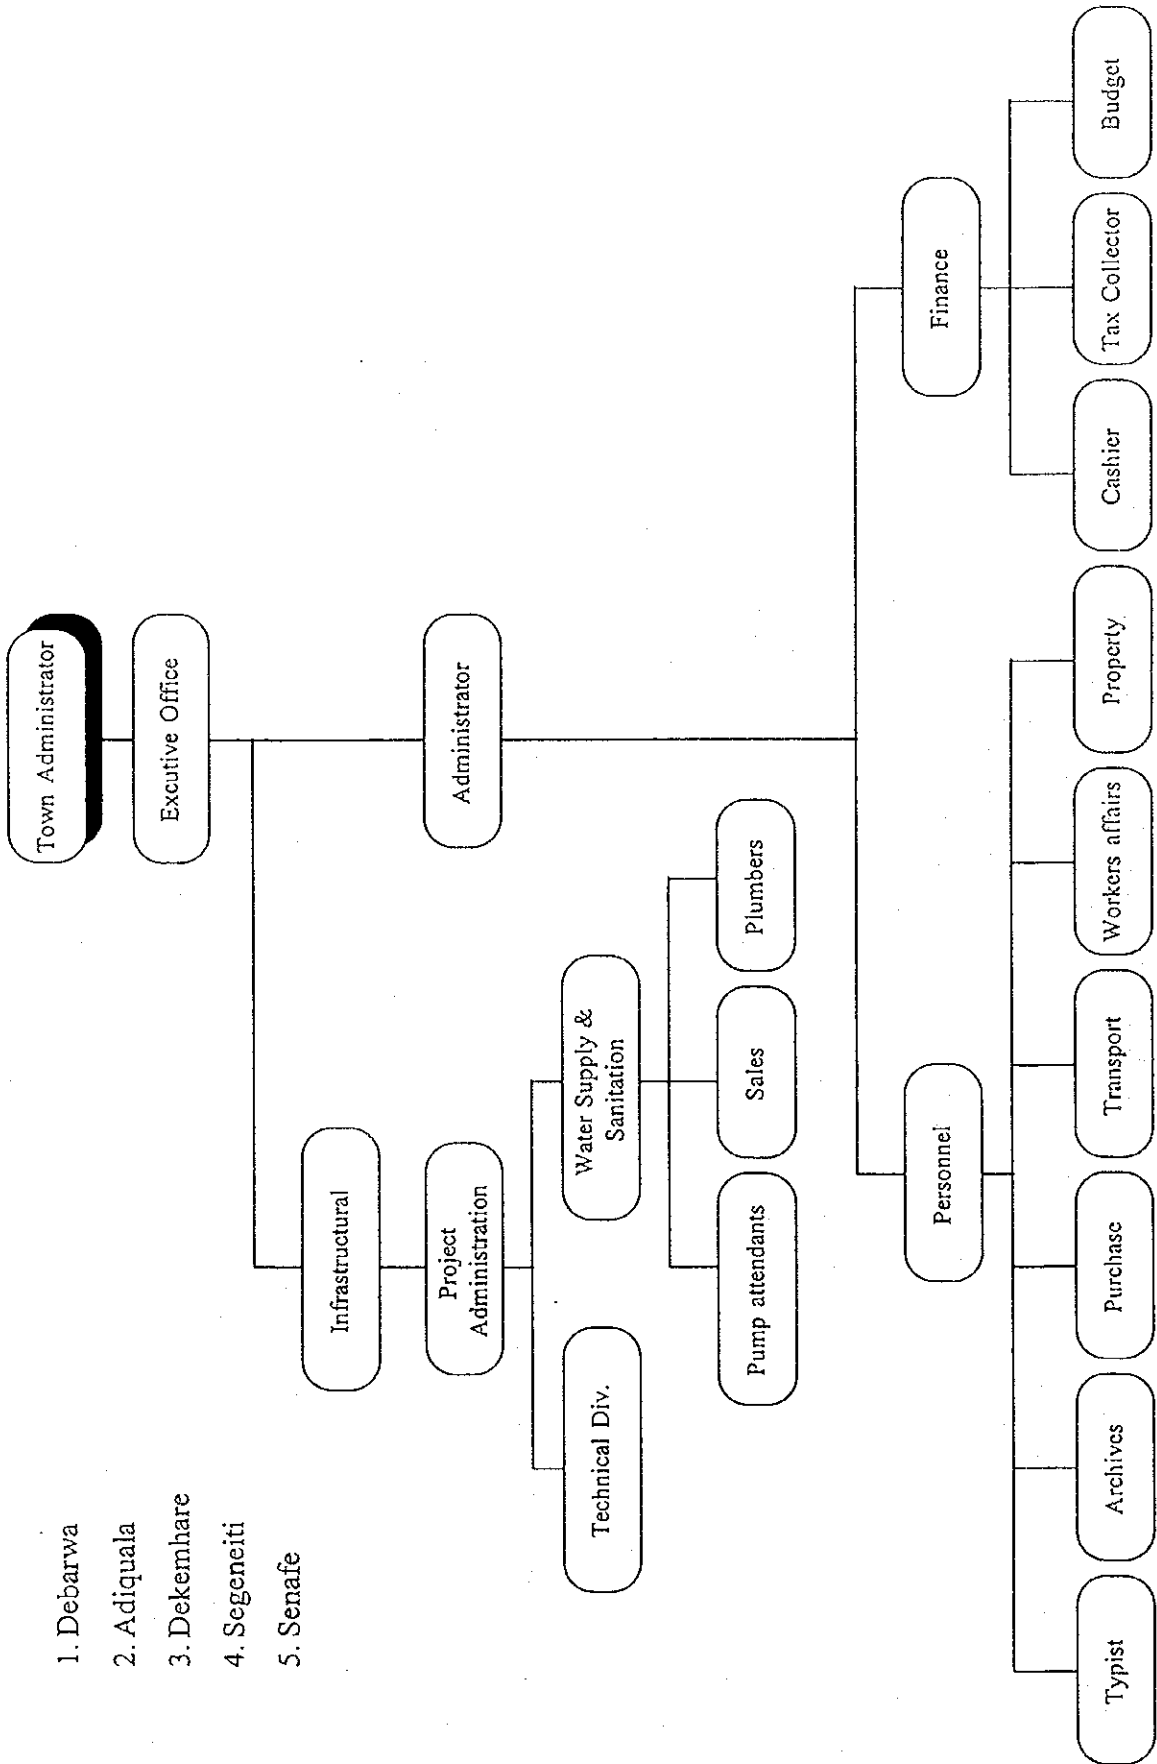 1. Debarwa
2. Adiquala
3. Dekemhare
4. Segeneiti
5. Senafe
Town Administrator
Excutive Office
Infrastructural
Administrator
Project
Administration
Technical Div.
Water Supply &
Sanitation
Pump attendants
Sales
Plumbers
Personnel
Finance
Typist
Archives
Purchase
Transport
Workers affairs
Property
Cashier
Tax Collector
Budget